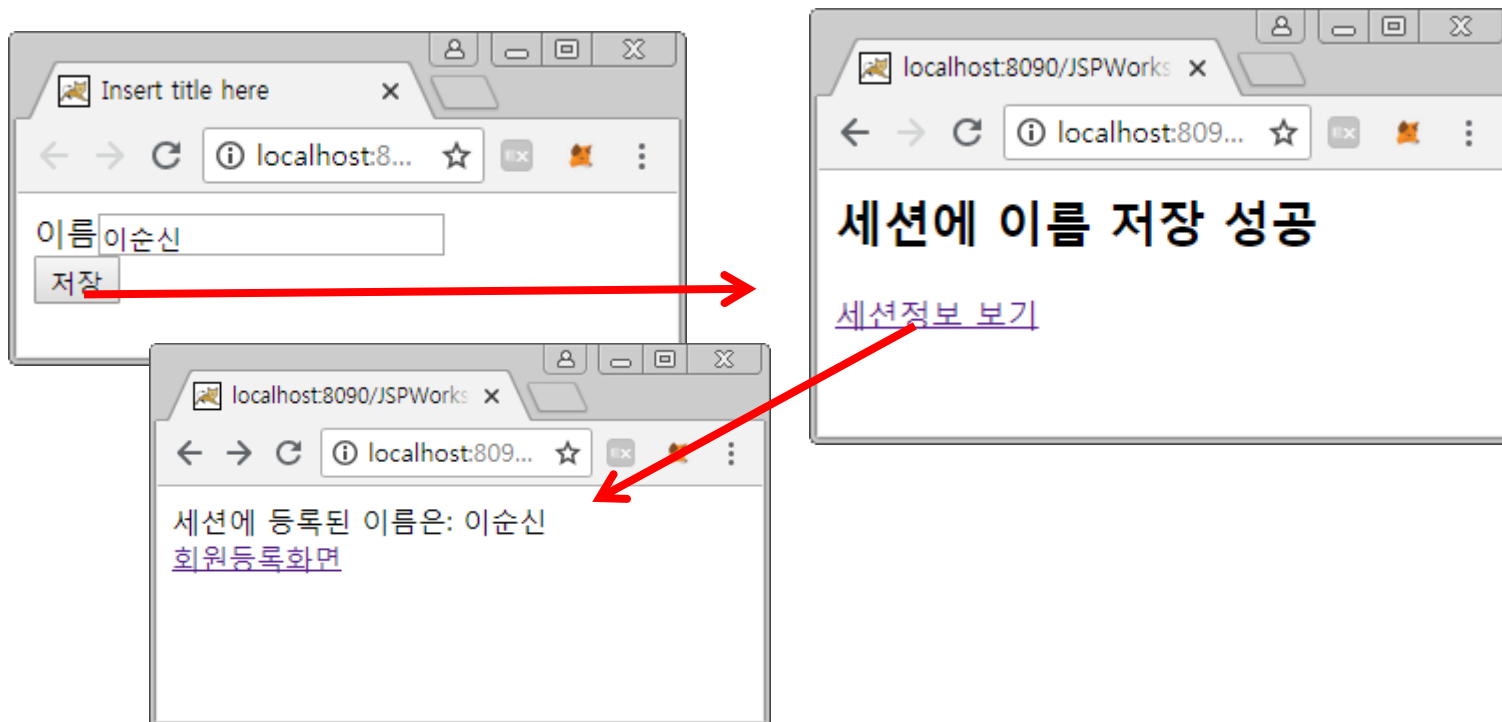 Insert title here
localhost:8...
이름 이순신
저장
localhost:8090/JSPWorks
localhost:809...
세션에 이름 저장 성공
세션정보 보기
localhost:8090/JSPWorks
localhost:809...
세션에 등록된 이름은: 이순신
회원등록화면